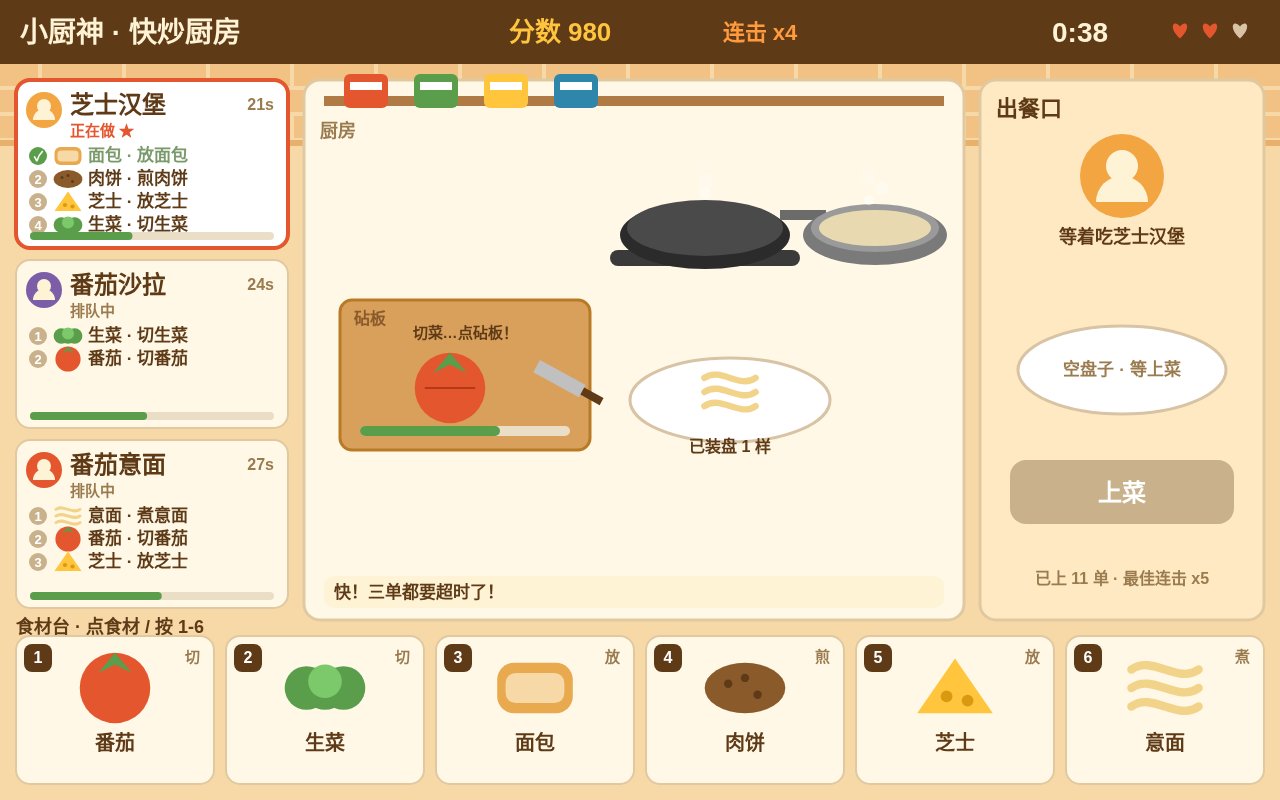 小厨神 · 快炒厨房
分数 980
连击 x4
0:38
芝士汉堡
21s
正在做 ★
面包 · 放面包
2 肉饼 · 煎肉饼
3 芝士 · 放芝士
4 生菜 · 切生菜
番茄沙拉
24s
排队中
1 生菜 · 切生菜
2 番茄 · 切番茄
番茄意面
27s
排队中
1 意面 · 煮意面
2 番茄 · 切番茄
3 芝士 · 放芝士
厨房
砧板
切菜…点砧板!
已装盘 1 样
快! 三单都要超时了!
出餐口
等着吃芝士汉堡
空盘子 · 等上菜
上菜
已上 11 单 · 最佳连击 x5
食材台 · 点食材 / 按 1-6
1 切
番茄
2 切
生菜
3 放
面包
4 煎
肉饼
5 放
芝士
6 煮
意面